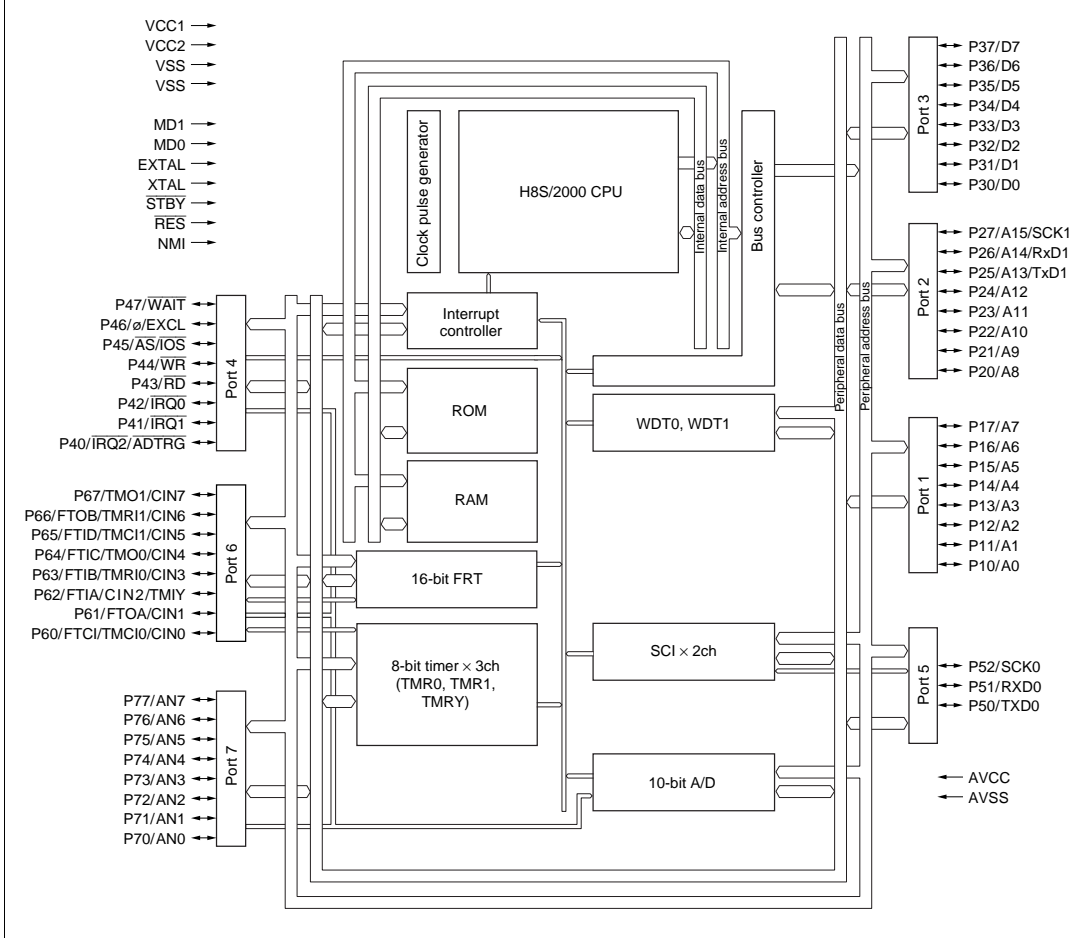 VCC1
VCC2
VSS
VSS
MD1
MD0
EXTAL
XTAL
STBY
RES
NMI
P47/WAIT
P46/ø/EXCL
P45/AS/IOS
P44/WR
P43/RD
P42/IRQ0
P41/IRQ1
P40/IRQ2/ADTRG
Port 4
P67/TMO1/CIN7
P66/FTOB/TMRI1/CIN6
P65/FTID/TMCI1/CIN5
P64/FTIC/TMO0/CIN4
P63/FTIB/TMRI0/CIN3
P62/FTIA/CIN2/TMIY
P61/FTOA/CIN1
P60/FTCI/TMCI0/CIN0
Port 6
P77/AN7
P76/AN6
P75/AN5
P74/AN4
P73/AN3
P72/AN2
P71/AN1
P70/AN0
Port 7
Clock pulse generator
H8S/2000 CPU
Internal data bus
Internal address bus
Bus controller
Interrupt
controller
ROM
RAM
WDT0, WDT1
16-bit FRT
8-bit timer × 3ch
(TMR0, TMR1,
TMRY)
SCI × 2ch
10-bit A/D
Peripheral data bus
Peripheral address bus
Port 3
P37/D7
P36/D6
P35/D5
P34/D4
P33/D3
P32/D2
P31/D1
P30/D0
Port 2
P27/A15/SCK1
P26/A14/RxD1
P25/A13/TxD1
P24/A12
P23/A11
P22/A10
P21/A9
P20/A8
Port 1
P17/A7
P16/A6
P15/A5
P14/A4
P13/A3
P12/A2
P11/A1
P10/A0
Port 5
P52/SCK0
P51/RXD0
P50/TXD0
AVCC
AVSS